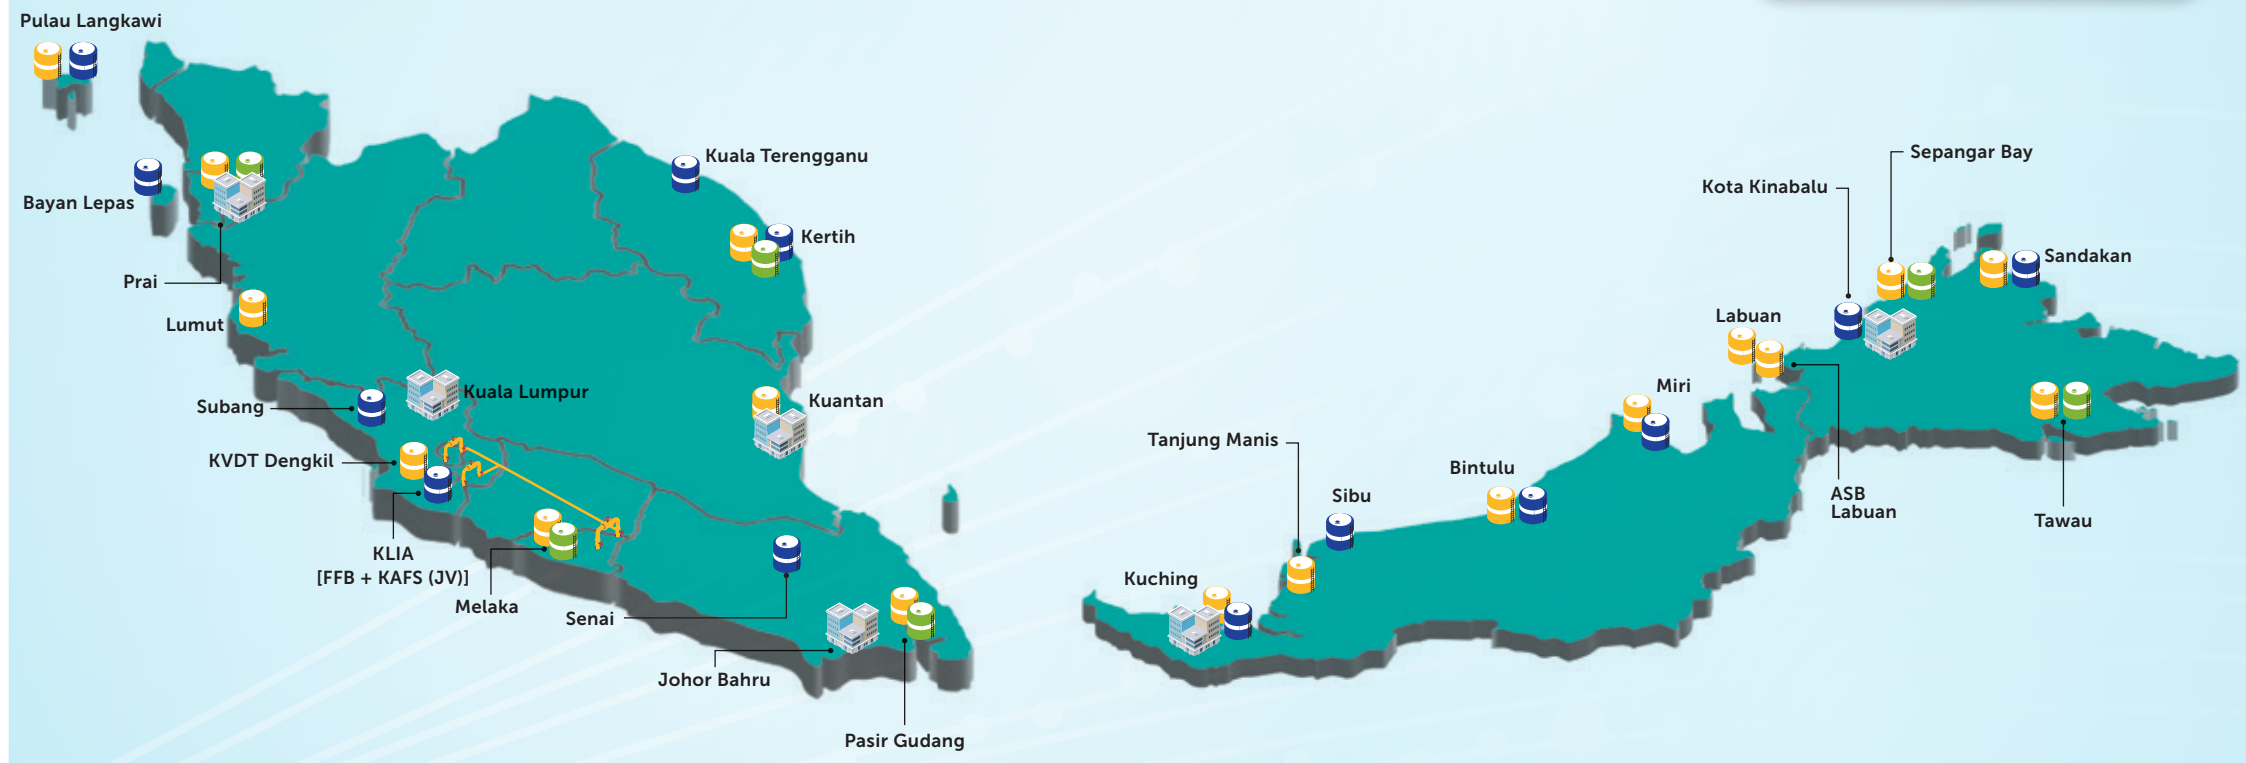 Pulau Langkawi
Bayan Lepas
Prai
Lumut
Subang
Kuala Lumpur
KVDT Dengkil
KLIA
[FFB + KAFS (JV)]
Melaka
Senai
Johor Bahru
Pasir Gudang
Kuala Terengganu
Kertih
Kuantan
Sepangar Bay
Kota Kinabalu
Sandakan
Labuan
Miri
Tanjung Manis
Bintulu
Sibu
Kuching
ASB
Labuan
Tawau